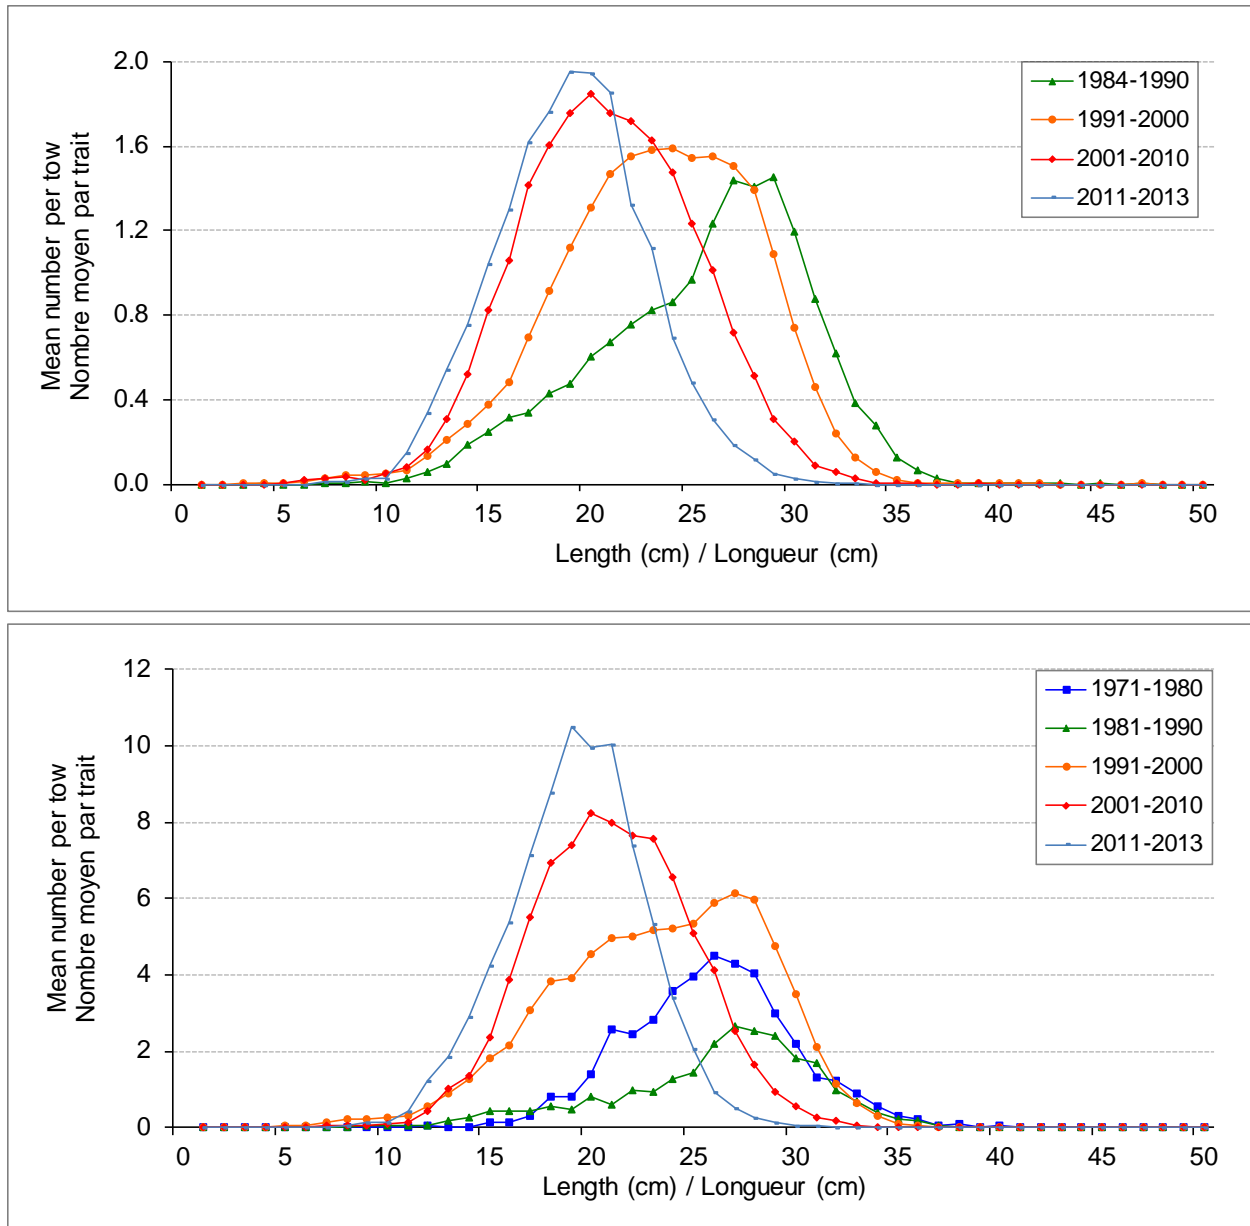 2.0
1.6
1.2
0.8
0.4
0.0
Mean number per tow
Nombre moyen par trait
1984-1990
1991-2000
2001-2010
2011-2013
0 5 10 15 20 25 30 35 40 45 50
Length (cm) / Longueur (cm)
12
10
8
6
4
2
0
Mean number per tow
Nombre moyen par trait
1971-1980
1981-1990
1991-2000
2001-2010
2011-2013
0 5 10 15 20 25 30 35 40 45 50
Length (cm) / Longueur (cm)